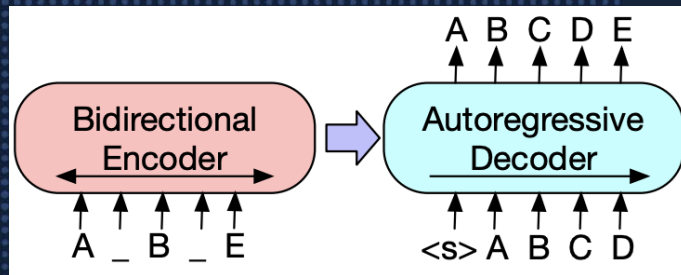 A B C D E
Bidirectional
Encoder
Autoregressive
Decoder
A _ B _ E
<s> A B C D